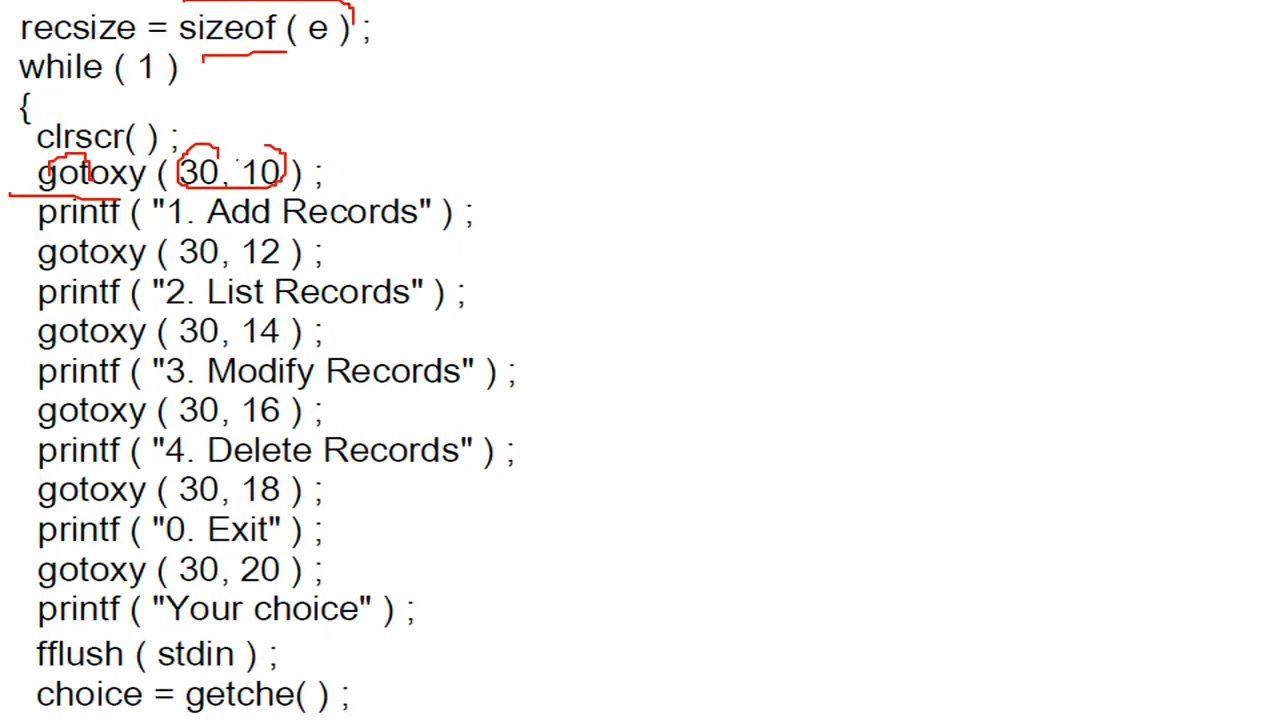 recsize = sizeof ( e ) ;
while ( 1 )
{
clrscr( ) ;
gotoxy ( 30, 10 ) ;
printf ( "1. Add Records" ) ;
gotoxy ( 30, 12 ) ;
printf ( "2. List Records" ) ;
gotoxy ( 30, 14 ) ;
printf ( "3. Modify Records" ) ;
gotoxy ( 30, 16 ) ;
printf ( "4. Delete Records" ) ;
gotoxy ( 30, 18 ) ;
printf ( "0. Exit" ) ;
gotoxy ( 30, 20 ) ;
printf ( "Your choice" ) ;
fflush ( stdin ) ;
choice = getche( ) ;